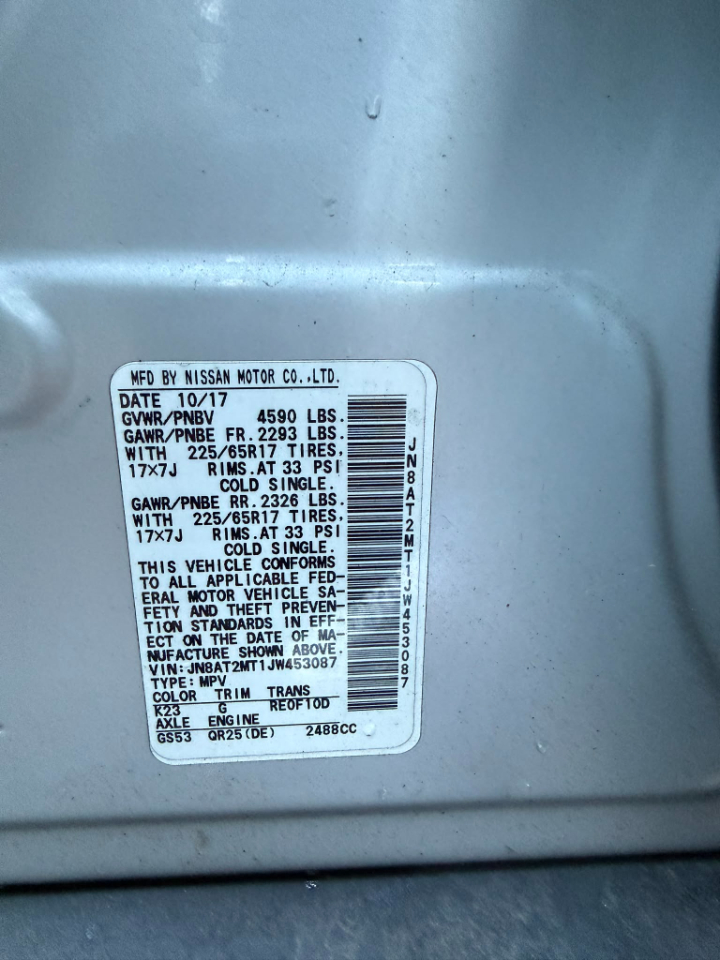 MFD BY NISSAN MOTOR CO.,LTD.
DATE 10/17
GVWR/PNBV 4590 LBS.
GAWR/PNBE FR. 2293 LBS.
WITH 225/65R17 TIRES,
17×7J RIMS. AT 33 PSI
COLD SINGLE.
GAWR/PNBE RR. 2326 LBS.
WITH 225/65R17 TIRES,
17×7J RIMS. AT 33 PSI
COLD SINGLE.
THIS VEHICLE CONFORMS
TO ALL APPLICABLE FED-
ERAL MOTOR VEHICLE SA-
FETY AND THEFT PREVEN-
TION STANDARDS IN EFF-
ECT ON THE DATE OF MA-
NUFACTURE SHOWN ABOVE.
VIN: JN8AT2MT1JW453087
TYPE: MPV
COLOR TRIM TRANS
K23 G RE0F10D
AXLE ENGINE
GS53 QR25(DE) 2488CC
JN8AT2MT1JW453087